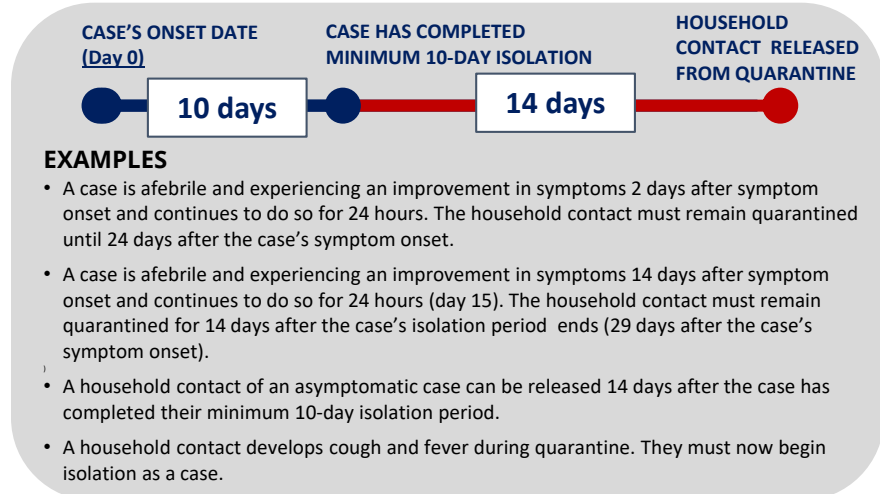 CASE'S ONSET DATE
(Day 0)
CASE HAS COMPLETED
MINIMUM 10-DAY ISOLATION
HOUSEHOLD
CONTACT RELEASED
FROM QUARANTINE
10 days
14 days
EXAMPLES
• A case is afebrile and experiencing an improvement in symptoms 2 days after symptom
onset and continues to do so for 24 hours. The household contact must remain quarantined
until 24 days after the case's symptom onset.
• A case is afebrile and experiencing an improvement in symptoms 14 days after symptom
onset and continues to do so for 24 hours (day 15). The household contact must remain
quarantined for 14 days after the case's isolation period ends (29 days after the case's
symptom onset).
)
• A household contact of an asymptomatic case can be released 14 days after the case has
completed their minimum 10-day isolation period.
• A household contact develops cough and fever during quarantine. They must now begin
isolation as a case.